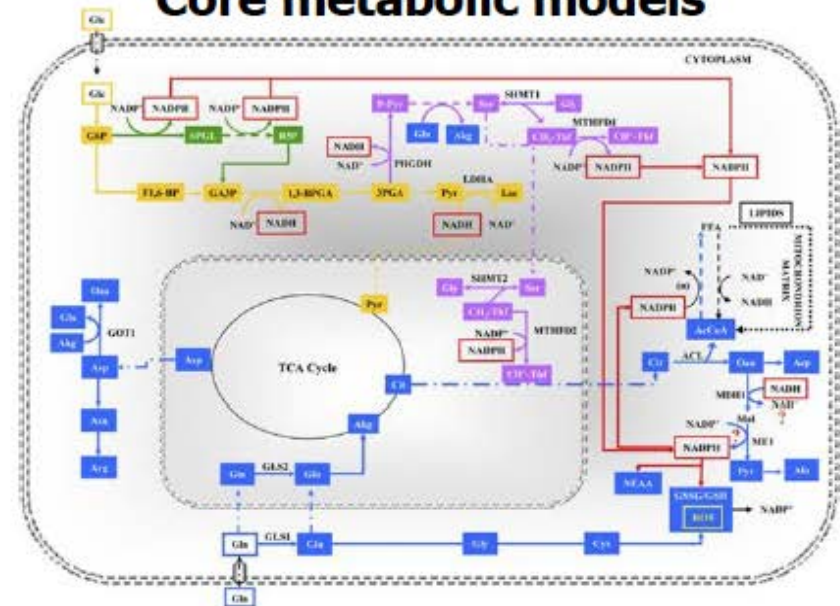 Core metabolic models
Glc
CYTOPLASM
Glc
NADP⁺
NADPH
NADP⁺
NADPH
G6P
6PGL
R5P
P-Pyr
Ser
SHMT1
Gly
Glu
Akg
CH₂-Thf
MTHFD1
NADH
NAD⁺
PHGDH
NADP⁺
NADPH
NADPH
F1,6-BP
GA3P
1,3-BPGA
3PGA
Pyr
LDHA
Lac
NAD⁺
NADH
NADH
NAD⁺
LIPIDS
FFA
MITOCHONDRION
MATRIX
NADP⁺
NAD⁺
NADPH
NADH
AcCoA
Oaa
Glu
Akg
GOT1
Asp
Asp
Asn
Arg
Pyr
TCA Cycle
Cit
Akg
Gly
SHMT2
Ser
CH₂-Thf
NADP⁺
MTHFD2
NADPH
Cit
ACL
Oaa
Asp
MDH1
NADH
NAD⁺
?
Mal
NADP⁺
?
ME1
NADPH
Pyr
Ala
Gln
GLS2
Glu
NEAA
GSSG/GSH
ROS
NADP⁺
Gln
GLS1
Glu
Gly
Cys
Gln